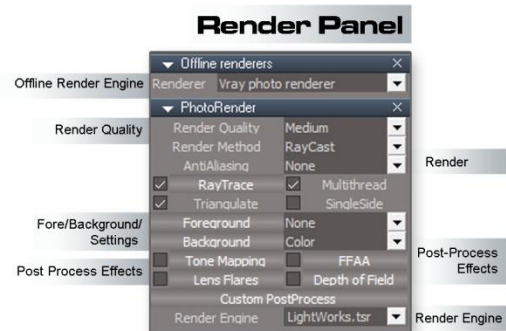 Render Panel
Offline renderers
Offline Render Engine
Renderer Vray photo renderer
PhotoRender
Render Quality
Render Quality Medium
Render Method RayCast
AntiAliasing None
Render
RayTrace Multithread
Triangulate SingleSide
Fore/Background/
Settings
Foreground None
Background Color
Post-Process
Effects
Tone Mapping FFAA
Post Process Effects
Lens Flares Depth of Field
Custom PostProcess
Render Engine LightWorks.tsr
Render Engine